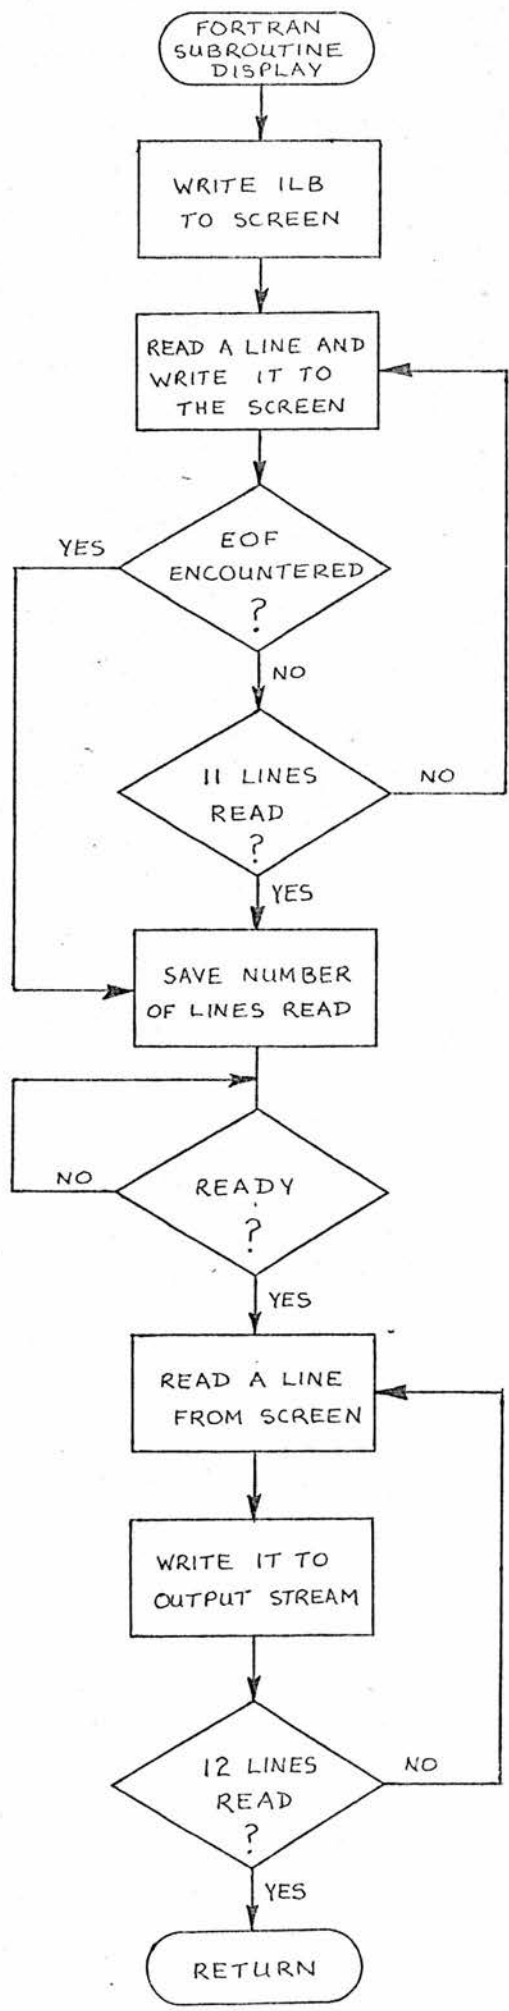 FORTRAN
SUBROUTINE
DISPLAY
WRITE ILB
TO SCREEN
READ A LINE AND
WRITE IT TO
THE SCREEN
EOF
ENCOUNTERED
?
YES
NO
11 LINES
READ
?
NO
YES
SAVE NUMBER
OF LINES READ
READY
?
NO
YES
READ A LINE
FROM SCREEN
WRITE IT TO
OUTPUT STREAM
12 LINES
READ
?
NO
YES
RETURN